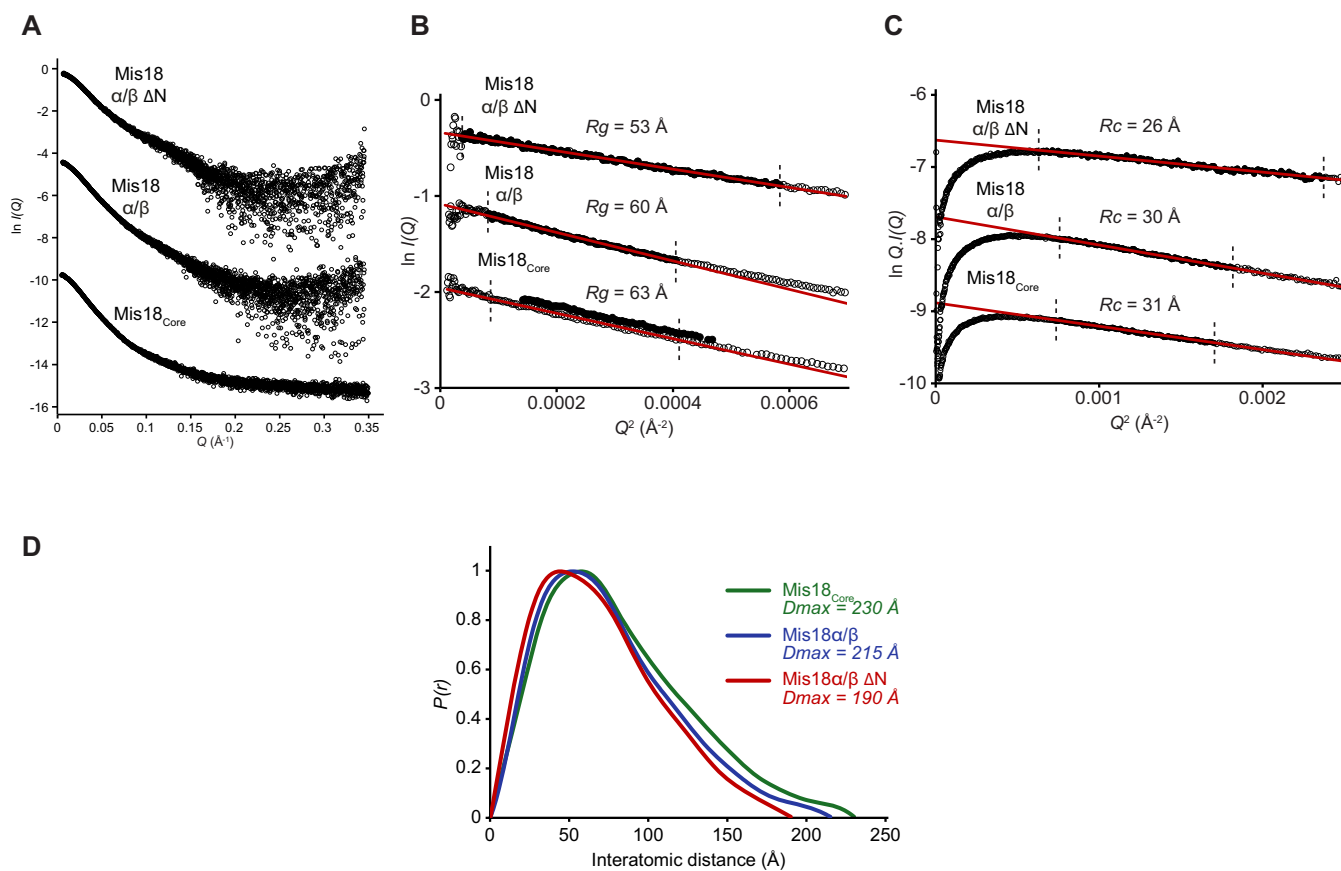 A
0
-2
-4
-6
-8
-10
-12
-14
-16
Mis18
α/β ΔN
Mis18
α/β
Mis18Core
0
0.05
0.1
0.15
0.20
0.25
0.30
0.35
Q (Å-1)
ln I(Q)
B
0
-1
-2
-3
Mis18
α/β ΔN
Rg = 53 Å
Mis18
α/β
Rg = 60 Å
Mis18Core
Rg = 63 Å
0
0.0002
0.0004
0.0006
Q2 (Å-2)
ln I(Q)
C
-6
-7
-8
-9
-10
Mis18
α/β ΔN
Rc = 26 Å
Mis18
α/β
Rc = 30 Å
Mis18Core
Rc = 31 Å
0
0.001
0.002
Q2 (Å-2)
ln Q.I(Q)
D
1
0.8
0.6
0.4
0.2
0
P(r)
Mis18Core
Dmax = 230 Å
Mis18α/β
Dmax = 215 Å
Mis18α/β ΔN
Dmax = 190 Å
0
50
100
150
200
250
Interatomic distance (Å)